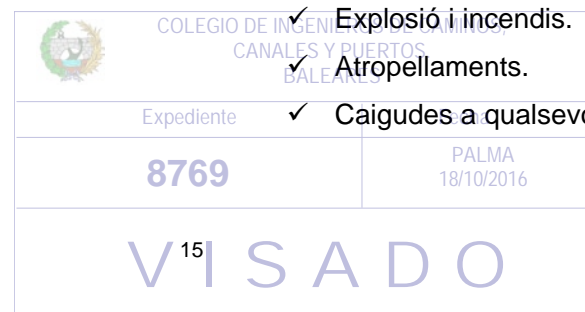 ✓ Explosió i incendis.
COLEGIO DE INGENIEROS DE CAMINOS,
CANALES Y PUERTOS
✓ Atropellaments.
BALEARES
✓ Caigudes a
Expediente Fecha
8769
PALMA
18/10/2016
15
VISADO